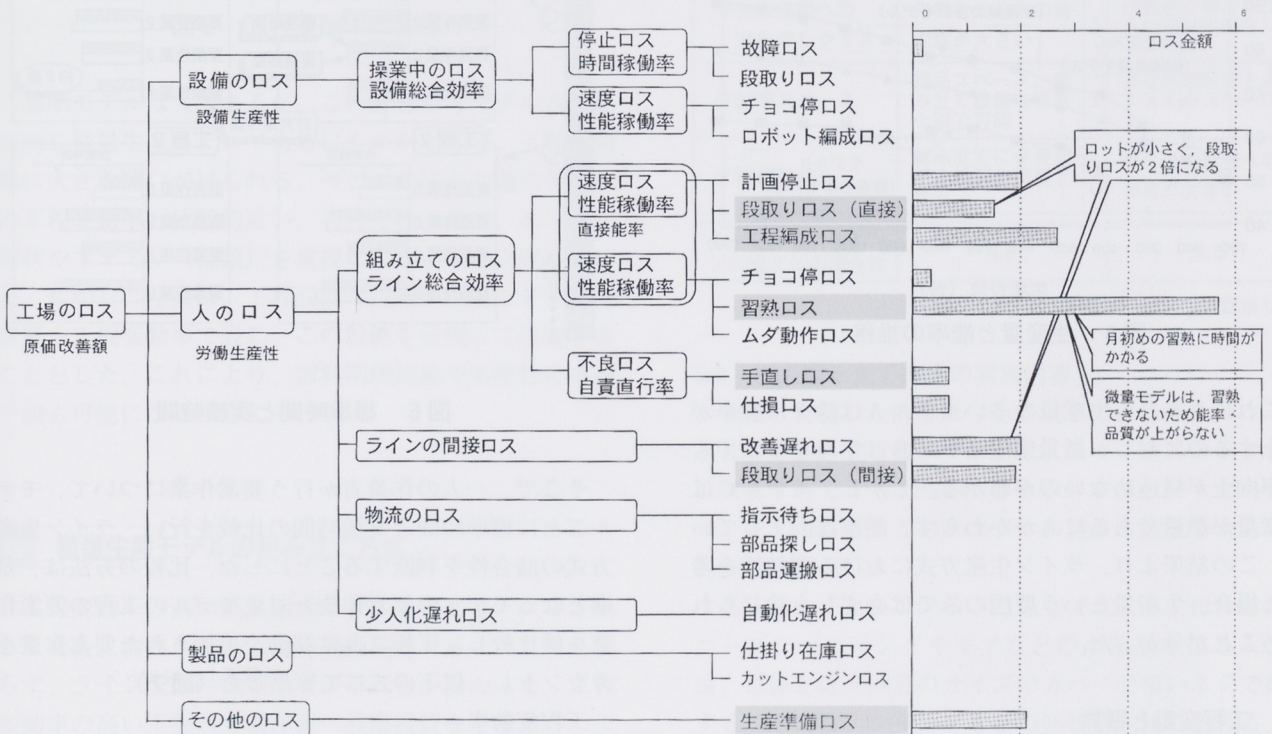 0 2 4 6
ロス金額
工場のロス
原価改善額
設備のロス
設備生産性
操業中のロス
設備総合効率
停止ロス
時間稼働率
速度ロス
性能稼働率
故障ロス
段取りロス
チョコ停ロス
ロボット編成ロス
人のロス
労働生産性
組み立てのロス
ライン総合効率
速度ロス
性能稼働率
直接能率
速度ロス
性能稼働率
不良ロス
自責直行率
計画停止ロス
段取りロス（直接）
工程編成ロス
チョコ停ロス
習熟ロス
ムダ動作ロス
手直しロス
仕損ロス
ロットが小さく，段取
りロスが２倍になる
月初めの習熟に時間が
かかる
微量モデルは，習熟
できないため能率
品質が上がらない
ラインの間接ロス
改善遅れロス
段取りロス（間接）
物流のロス
指示待ちロス
部品探しロス
部品運搬ロス
少人化遅れロス
自動化遅れロス
製品のロス
仕掛り在庫ロス
カットエンジンロス
その他のロス
生産準備ロス